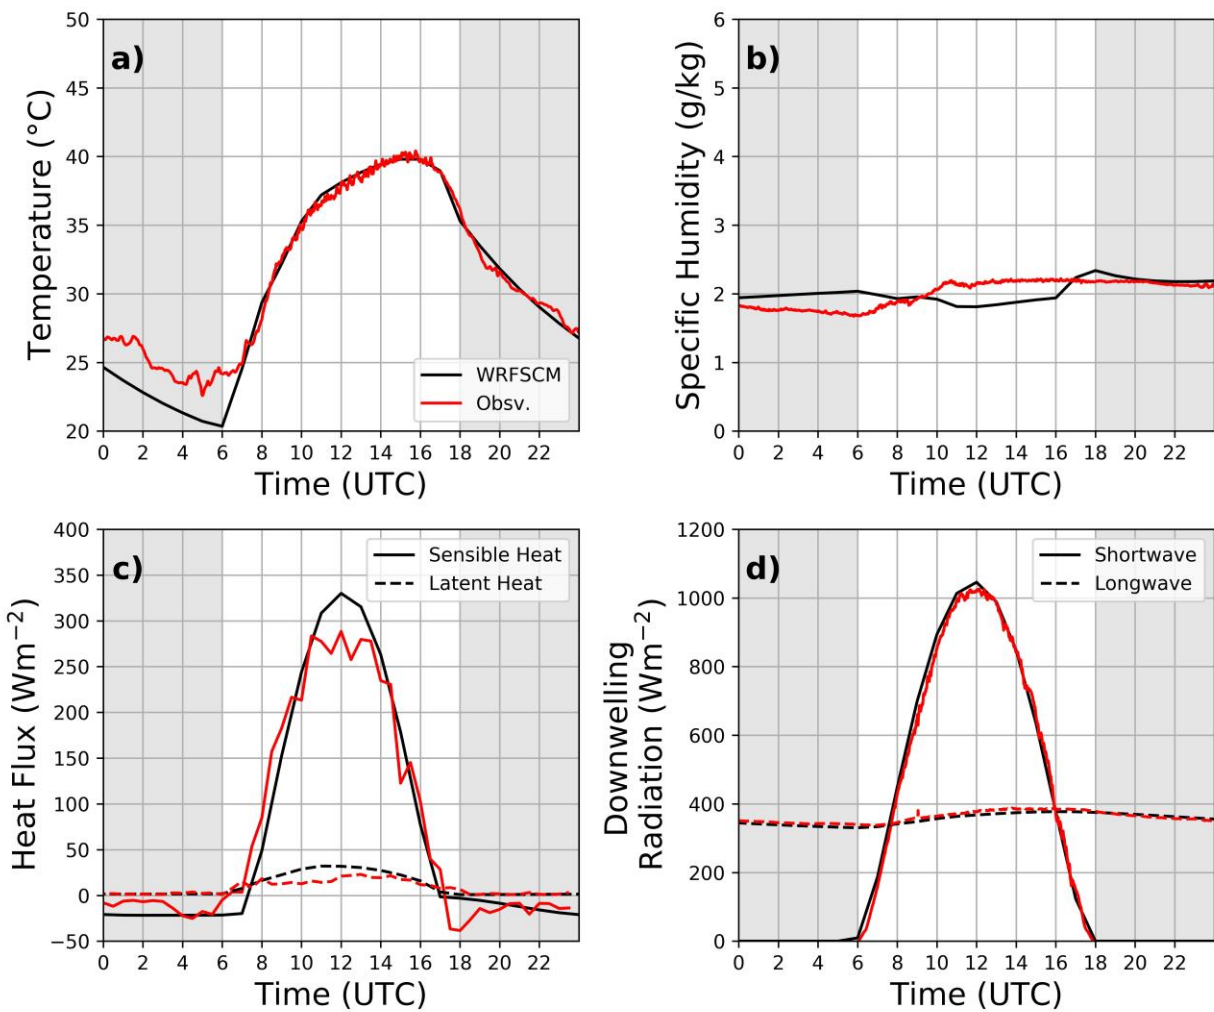 a)
50
45
40
35
30
25
20
Temperature (°C)
WRFSCM
Obsv.
0 2 4 6 8 10 12 14 16 18 20 22
Time (UTC)
b)
6
5
4
3
2
1
0
Specific Humidity (g/kg)
0 2 4 6 8 10 12 14 16 18 20 22
Time (UTC)
c)
400
350
300
250
200
150
100
50
0
−50
Heat Flux (Wm−2)
Sensible Heat
Latent Heat
0 2 4 6 8 10 12 14 16 18 20 22
Time (UTC)
d)
1200
1000
800
600
400
200
0
Downwelling
Radiation (Wm−2)
Shortwave
Longwave
0 2 4 6 8 10 12 14 16 18 20 22
Time (UTC)